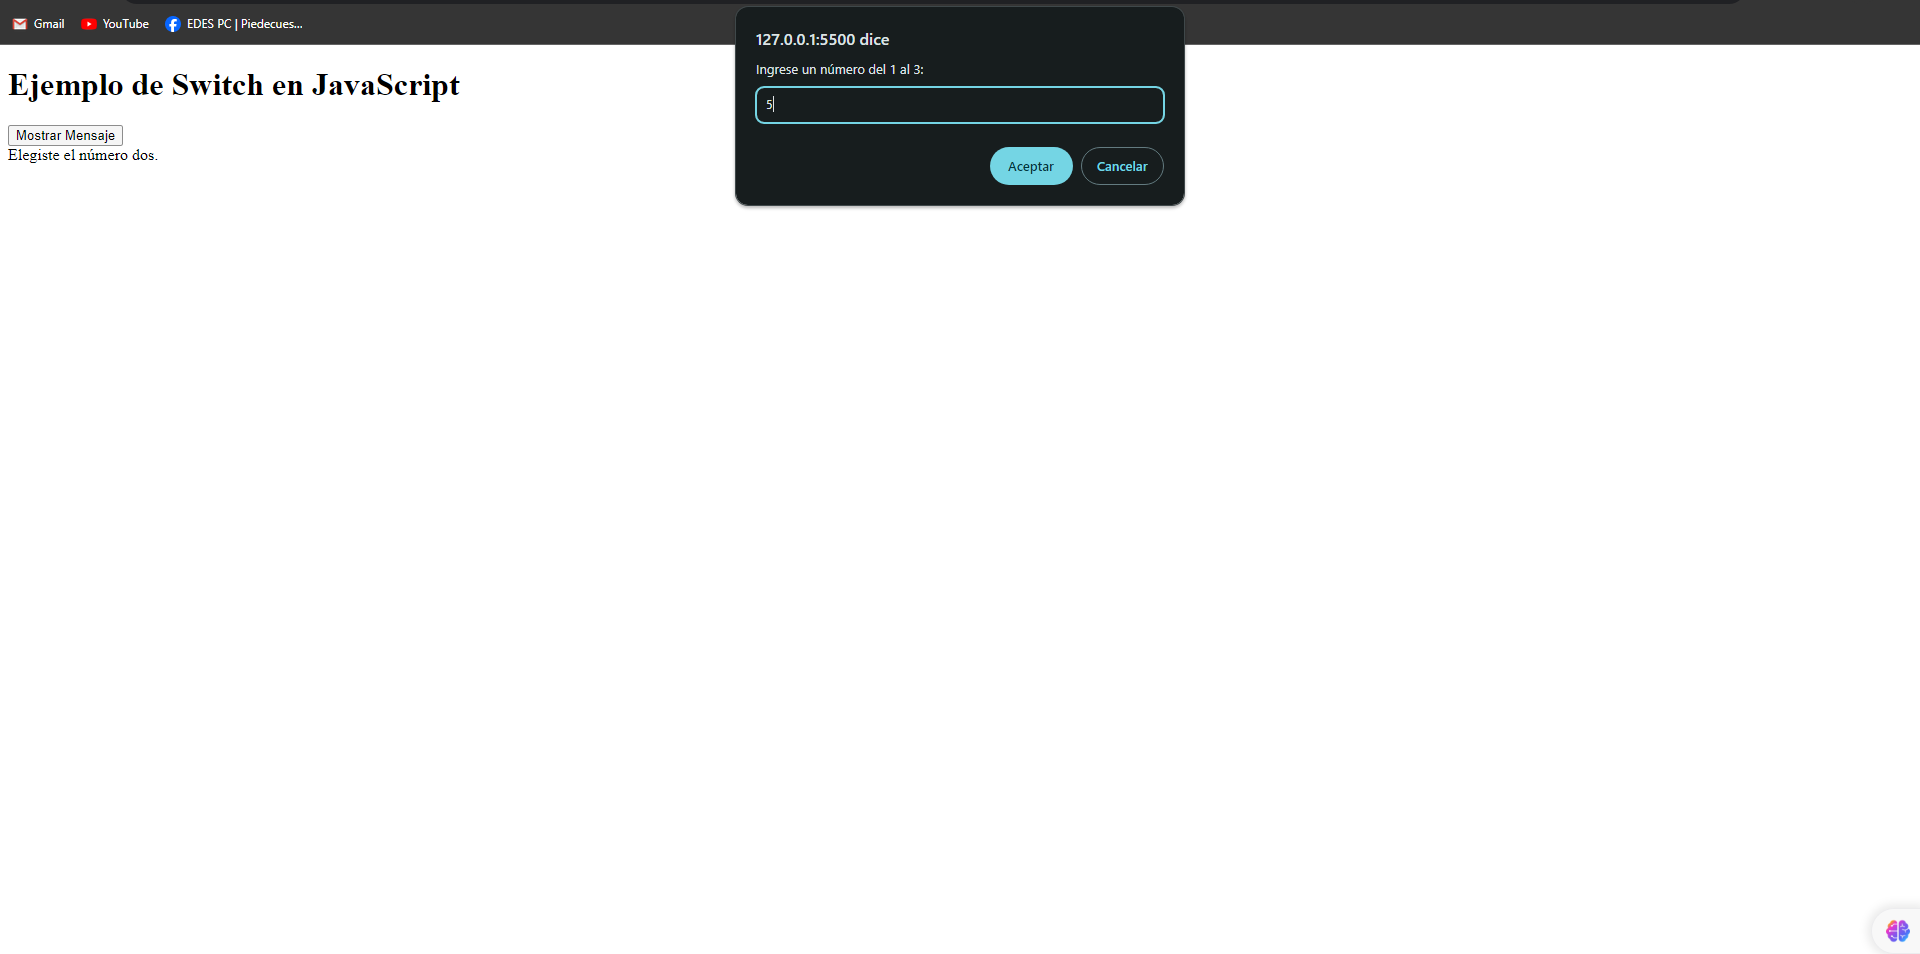 Gmail YouTube EDES PC | Piedecues...
127.0.0.1:5500 dice
Ingrese un número del 1 al 3:
5
Aceptar Cancelar
Ejemplo de Switch en JavaScript
Mostrar Mensaje
Elegiste el número dos.